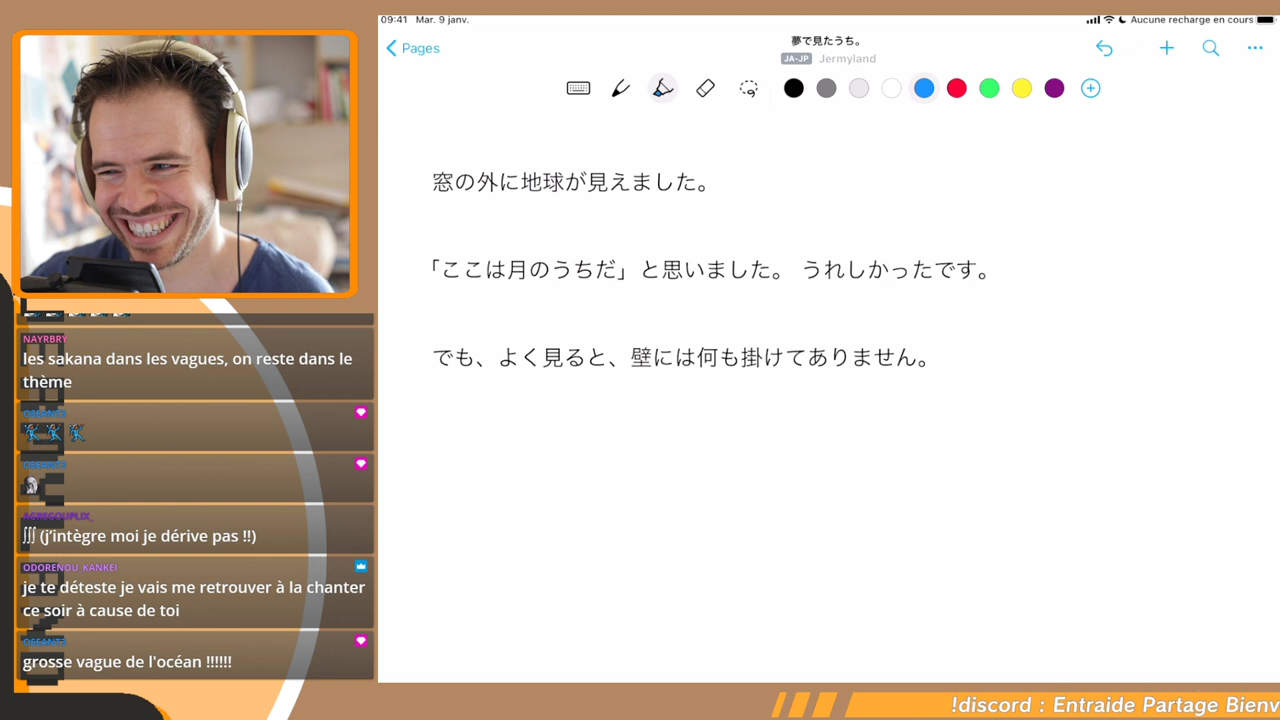 09:41 Mar. 9 janv.
Aucune recharge en cours
Pages
夢で見たうち。
JA-JP Jermyland
窓の外に地球が見えました。
「ここは月のうちだ」と思いました。 うれしかったです。
でも、よく見ると、壁には何も掛けてありません。
NAYRBRY
les sakana dans les vagues, on reste dans le
thème
AGREGOUPLIX_
∫∫∫ (j'intègre moi je dérive pas !!)
ODORENOU_KANKEI
je te déteste je vais me retrouver à la chanter
ce soir à cause de toi
grosse vague de l'océan !!!!!!
!discord : Entraide Partage Bienv